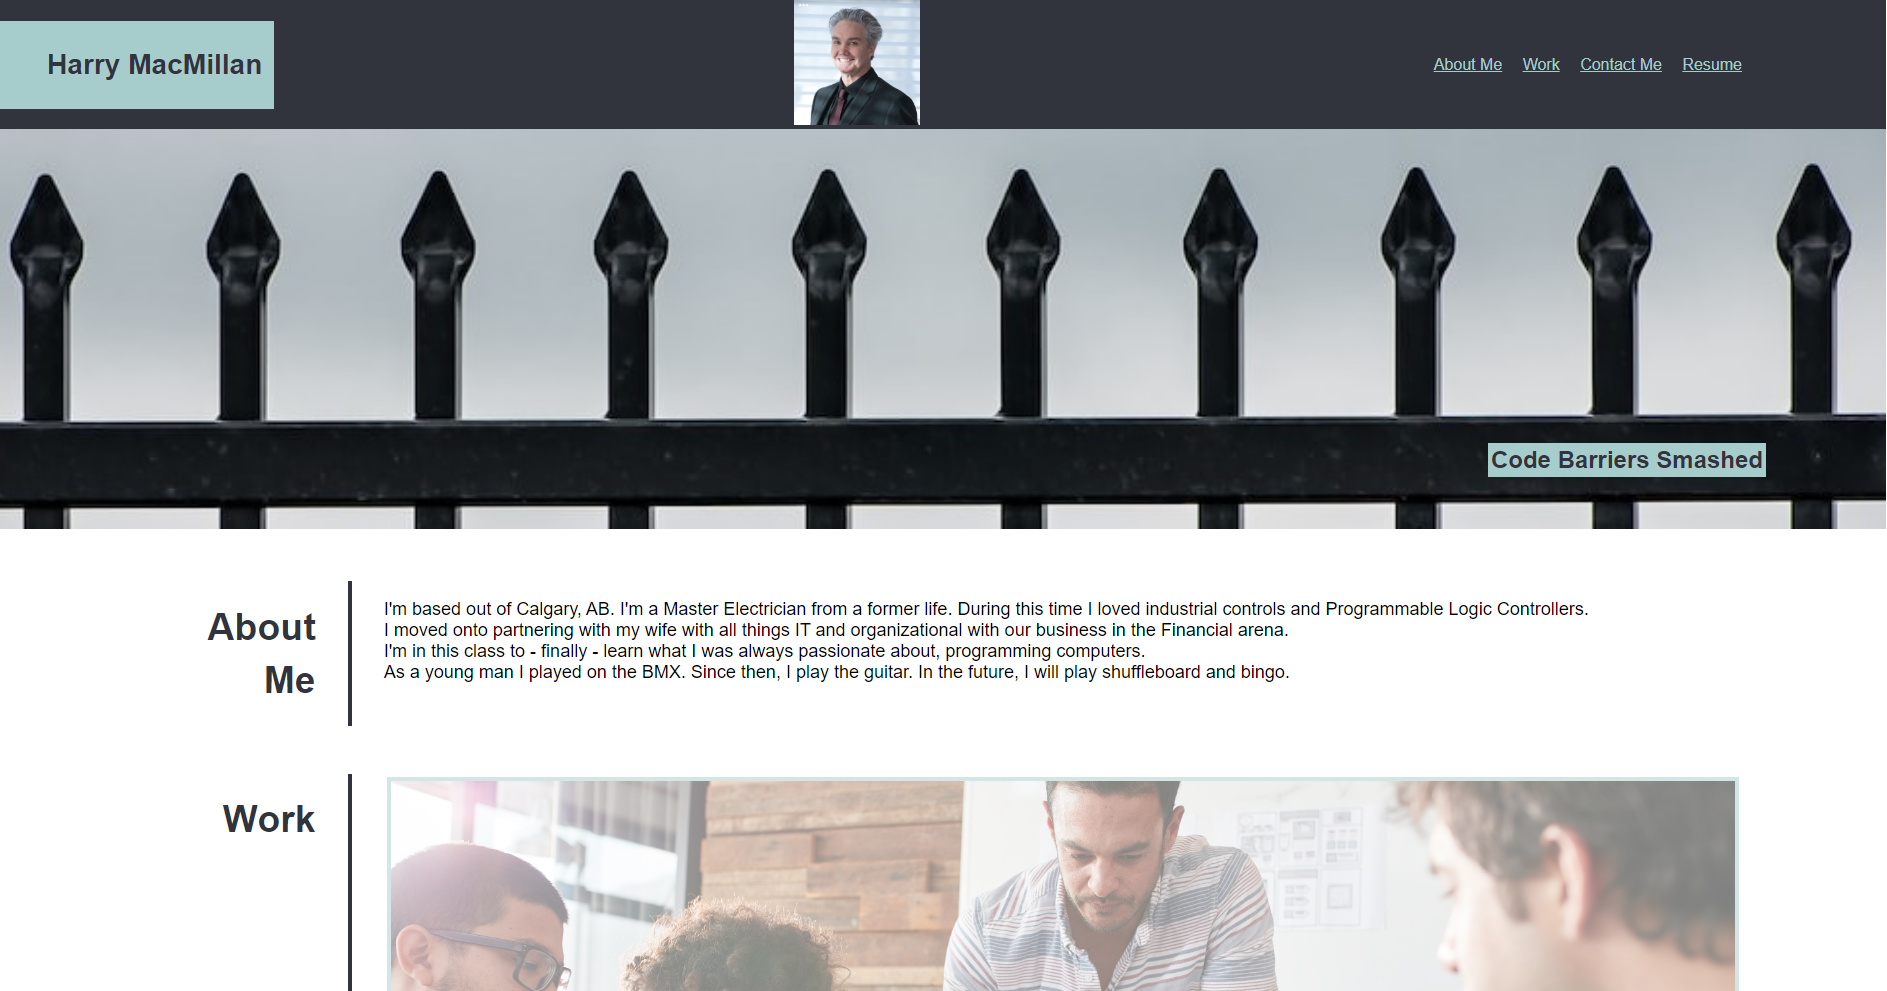 Harry MacMillan
About Me Work Contact Me Resume
Code Barriers Smashed
About
Me
I'm based out of Calgary, AB. I'm a Master Electrician from a former life. During this time I loved industrial controls and Programmable Logic Controllers.
I moved onto partnering with my wife with all things IT and organizational with our business in the Financial arena.
I'm in this class to - finally - learn what I was always passionate about, programming computers.
As a young man I played on the BMX. Since then, I play the guitar. In the future, I will play shuffleboard and bingo.
Work